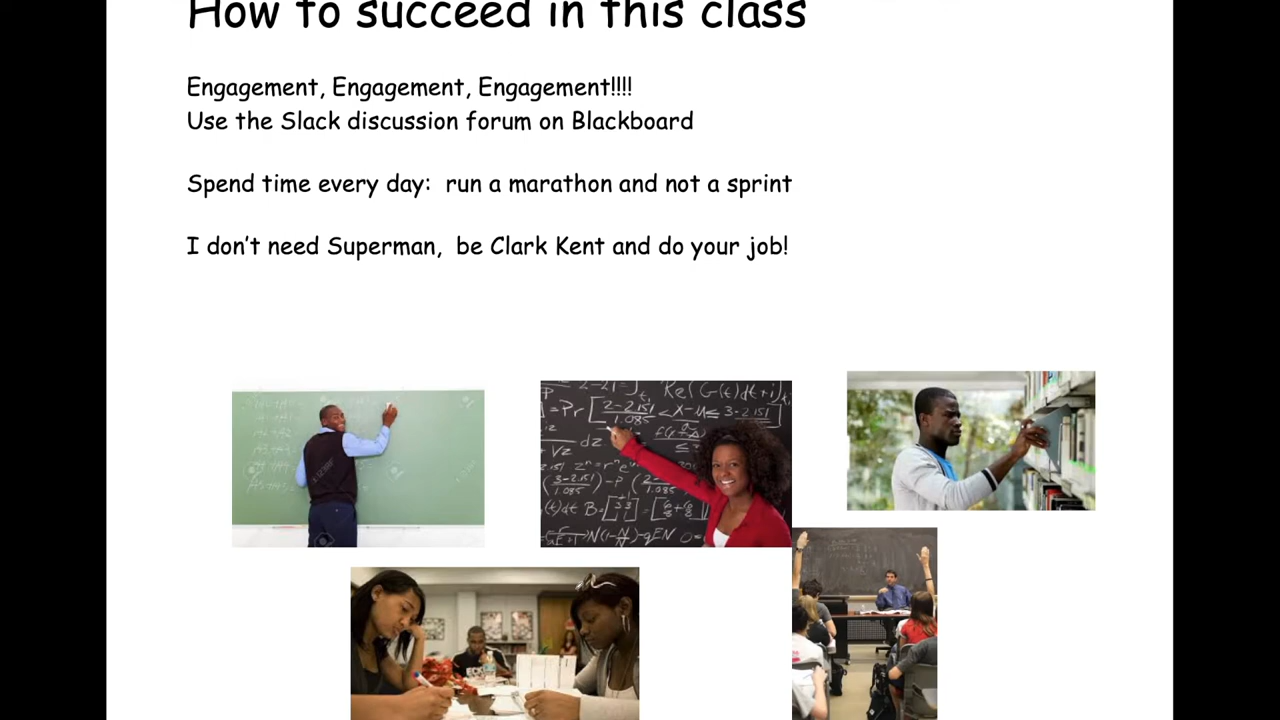 How to succeed in this class
Engagement, Engagement, Engagement!!!!
Use the Slack discussion forum on Blackboard
Spend time every day:  run a marathon and not a sprint
I don't need Superman,  be Clark Kent and do your job!